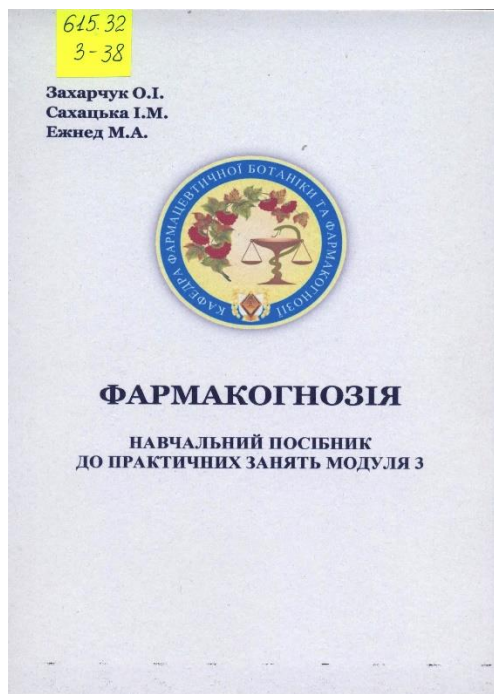 615.32
З-38
Захарчук О.І.
Сахацька І.М.
Ежнед М.А.
КАФЕДРА ФАРМАЦЕВТИЧНОЇ БОТАНІКИ ТА ФАРМАКОГНОЗІЇ
ФАРМАКОГНОЗІЯ
НАВЧАЛЬНИЙ ПОСІБНИК
ДО ПРАКТИЧНИХ ЗАНЯТЬ МОДУЛЯ 3